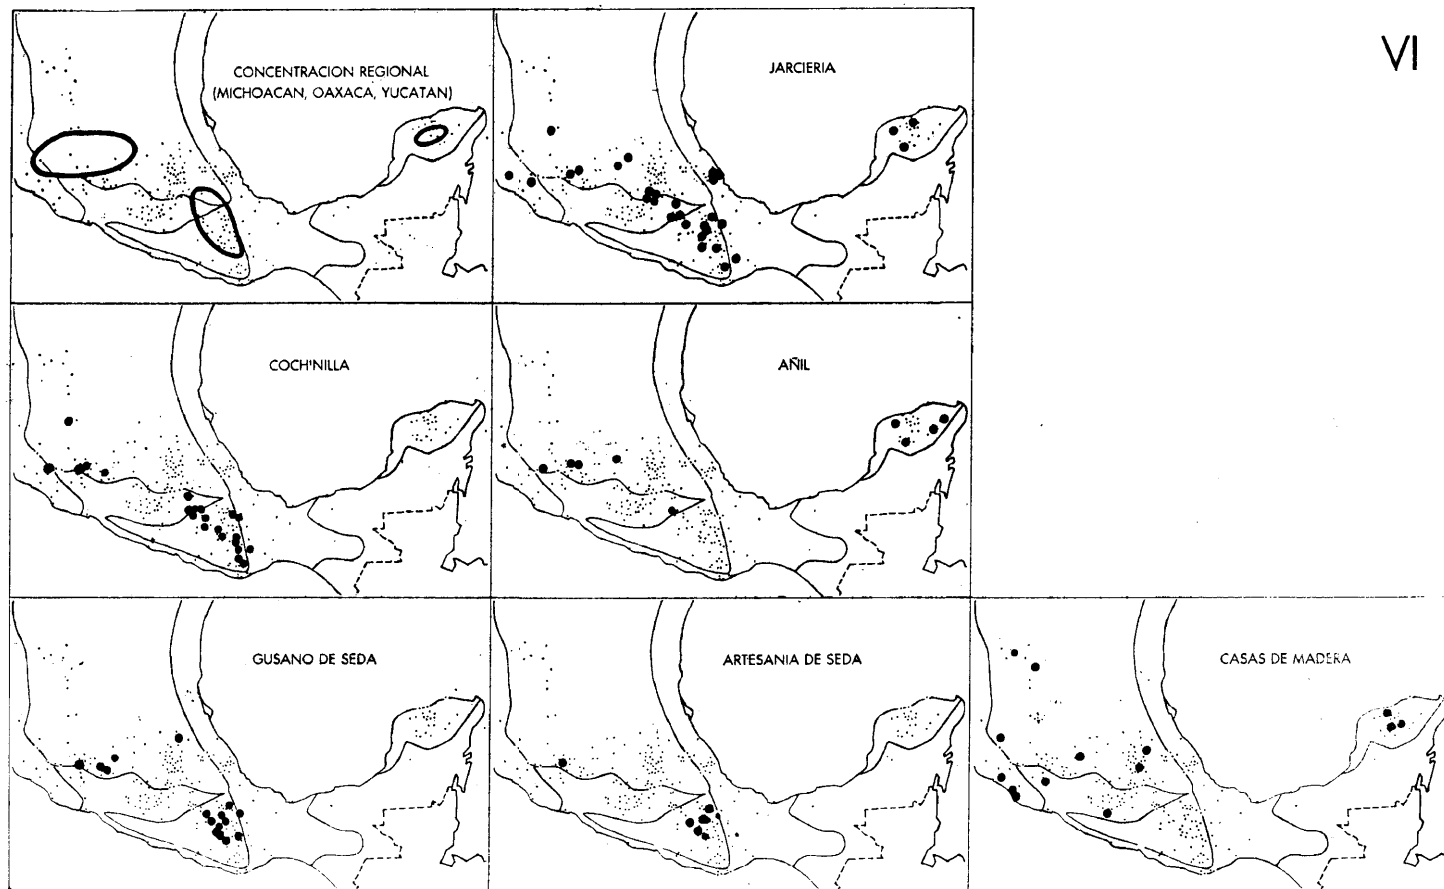 VI
CONCENTRACION REGIONAL
(MICHOACAN, OAXACA, YUCATAN)
JARCIERIA
COCH'NILLA
AÑIL
GUSANO DE SEDA
ARTESANIA DE SEDA
CASAS DE MADERA